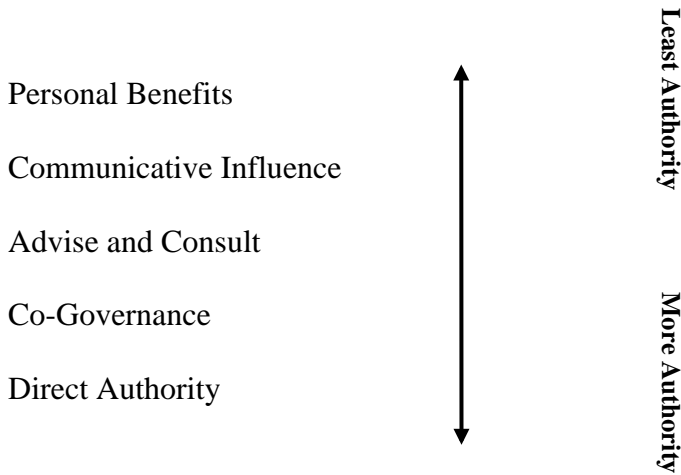 Personal Benefits
Communicative Influence
Advise and Consult
Co-Governance
Direct Authority
Least Authority
More Authority